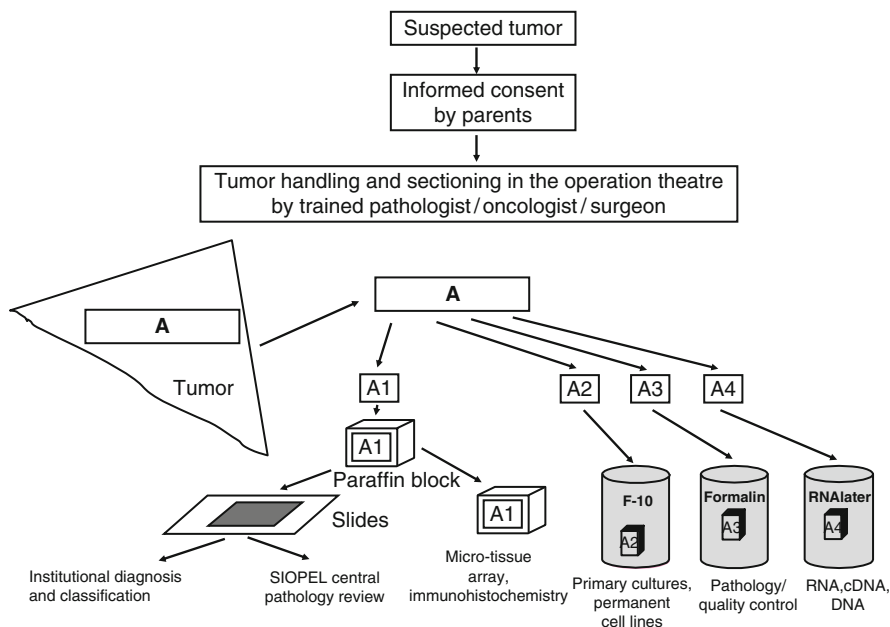 Suspected tumor
Informed consent
by parents
Tumor handling and sectioning in the operation theatre
by trained pathologist/oncologist/surgeon
A
A
Tumor
A1
A2
A3
A4
A1
Paraffin block
Slides
A1
F-10
A2
Formalin
A3
RNAlater
A4
Institutional diagnosis
and classification
SIOPEL central
pathology review
Micro-tissue
array,
immunohistochemistry
Primary cultures,
permanent
cell lines
Pathology/
quality control
RNA,cDNA,
DNA